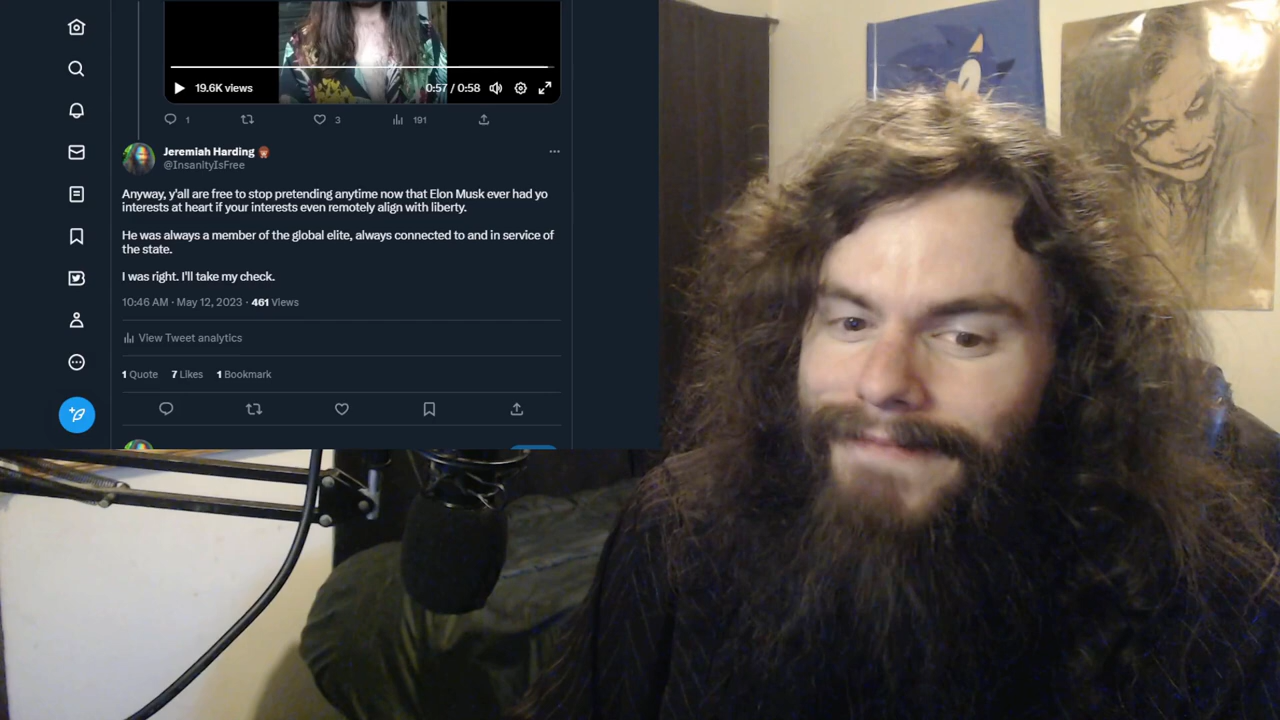 19.6K views
0:57 / 0:58
1
3
191
Jeremiah Harding
@InsanityIsFree
Anyway, y'all are free to stop pretending anytime now that Elon Musk ever had yo
interests at heart if your interests even remotely align with liberty.
He was always a member of the global elite, always connected to and in service of
the state.
I was right. I'll take my check.
10:46 AM · May 12, 2023 · 461 Views
View Tweet analytics
1 Quote 7 Likes 1 Bookmark